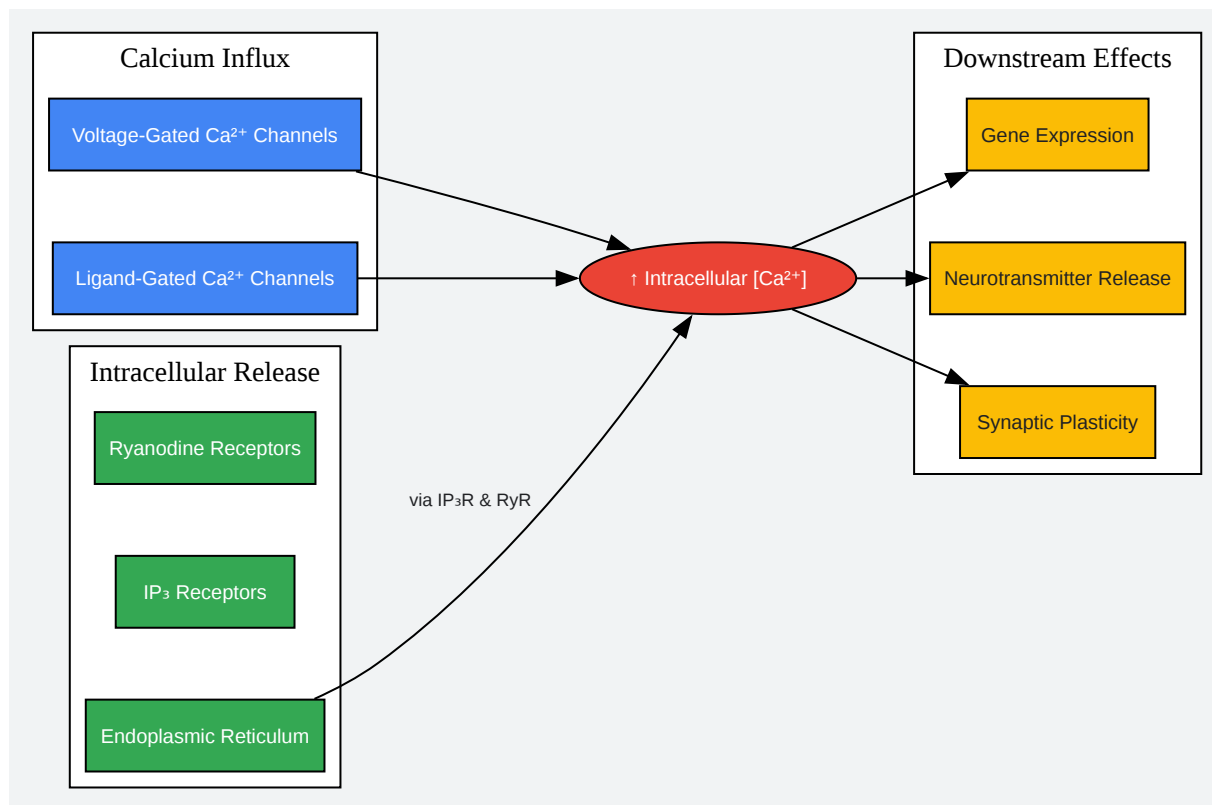 Calcium Influx
Voltage-Gated Ca²⁺ Channels
Ligand-Gated Ca²⁺ Channels
Intracellular Release
Ryanodine Receptors
IP₃ Receptors
Endoplasmic Reticulum
via IP₃R & RyR
↑ Intracellular [Ca²⁺]
Downstream Effects
Gene Expression
Neurotransmitter Release
Synaptic Plasticity